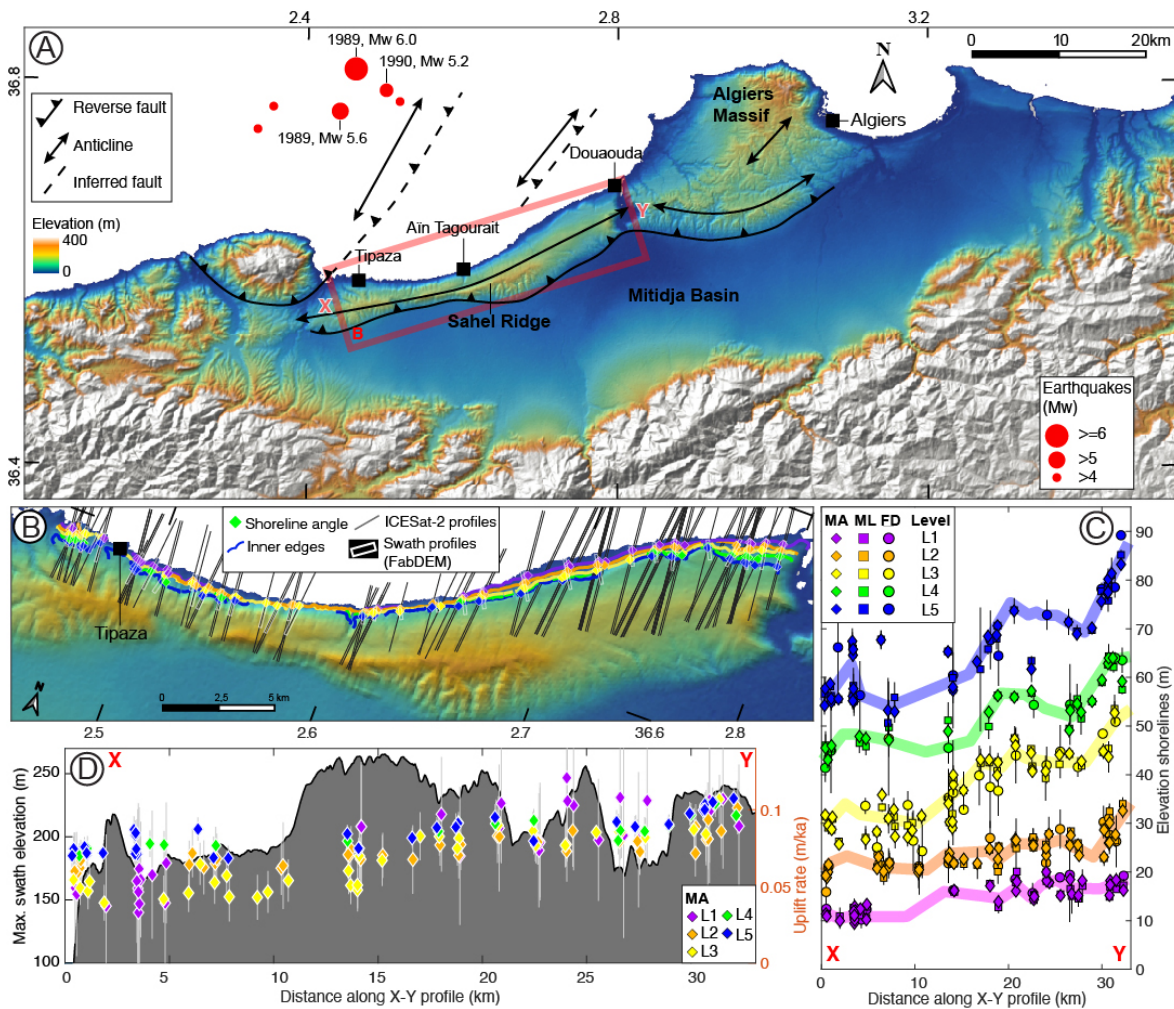 2.4
2.8
3.2
A
1989, Mw 6.0
1990, Mw 5.2
1989, Mw 5.6
N
0
10
20km
36.8
36.4
Reverse fault
Anticline
Inferred fault
Elevation (m)
400
0
Algiers
Massif
Algiers
Douaouda
Aïn Tagourait
Tipaza
X
Y
B
Sahel Ridge
Mitidja Basin
Earthquakes
(Mw)
>=6
>5
>4
B
Shoreline angle
Inner edges
ICESat-2 profiles
Swath profiles
(FabDEM)
Tipaza
N
0
2,5
5 km
2.5
2.6
2.7
36.6
2.8
C
MA ML FD Level
L1
L2
L3
L4
L5
90
80
70
60
50
40
30
20
10
Elevation shorelines (m)
X
Y
0
10
20
30
Distance along X-Y profile (km)
D
X
Y
250
200
150
100
Max. swath elevation (m)
0.1
0.05
0
Uplift rate (m/ka)
MA
L1
L4
L2
L5
L3
0
5
10
15
20
25
30
Distance along X-Y profile (km)